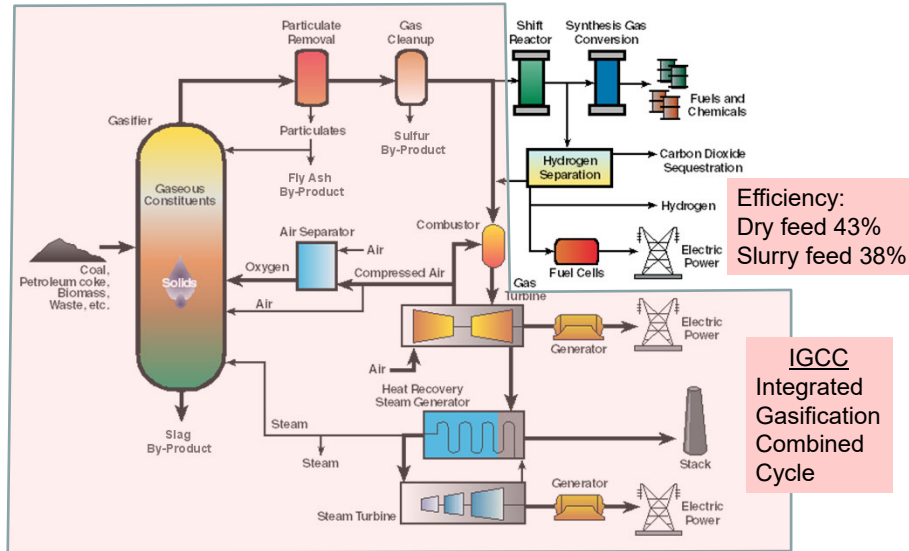 Particulate
Removal
Gas
Cleanup
Shift
Reactor
Synthesis Gas
Conversion
Fuels and
Chemicals
Gasifier
Particulates
Sulfur
By-Product
Fly Ash
By-Product
Gaseous
Constituents
Hydrogen
Separation
Carbon Dioxide
Sequestration
Hydrogen
Efficiency:
Dry feed 43%
Slurry feed 38%
Combustor
Fuel Cells
Electric
Power
Air Separator
Air
Oxygen
Compressed Air
Air
Solids
Coal,
Petroleum coke,
Biomass,
Waste, etc.
Gas
Turbine
Generator
Electric
Power
Air
Heat Recovery
Steam Generator
IGCC
Integrated
Gasification
Combined
Cycle
Steam
Steam
Stack
Slag
By-Product
Steam Turbine
Generator
Electric
Power